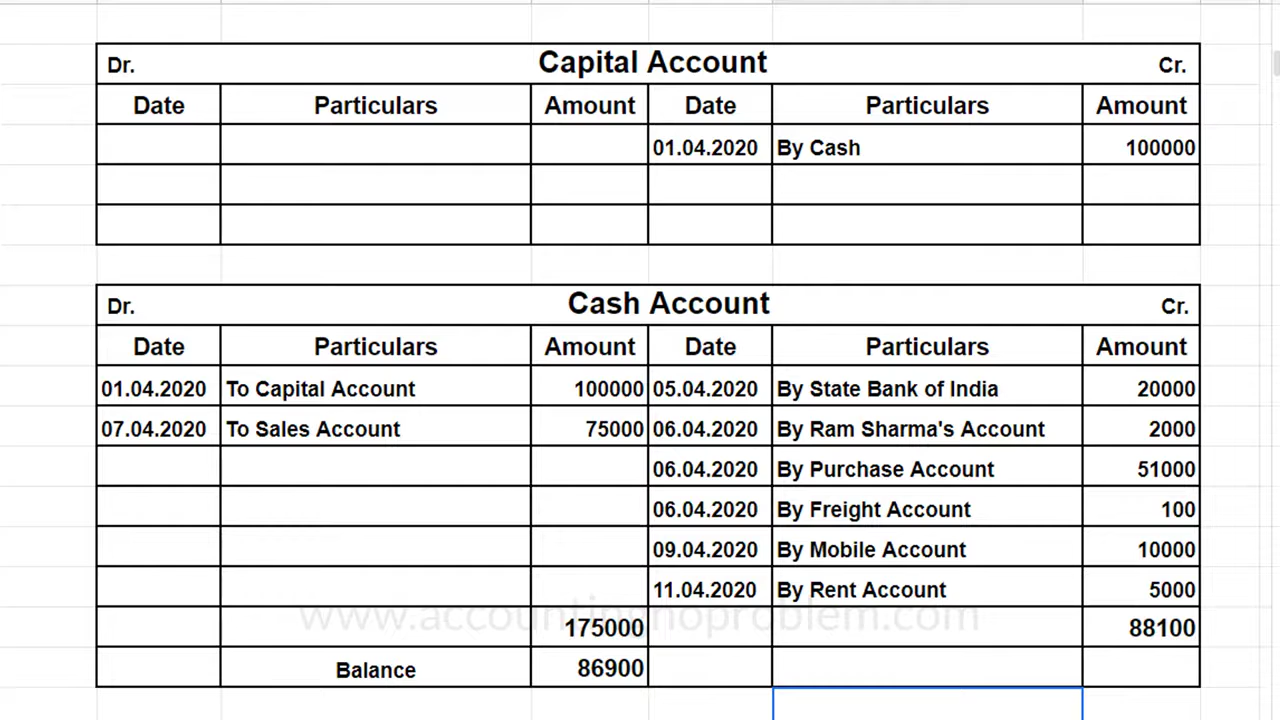 Dr. Capital Account Cr.
Date Particulars Amount Date Particulars Amount
01.04.2020 By Cash 100000
Dr. Cash Account Cr.
Date Particulars Amount Date Particulars Amount
01.04.2020 To Capital Account 100000 05.04.2020 By State Bank of India 20000
07.04.2020 To Sales Account 75000 06.04.2020 By Ram Sharma's Account 2000
06.04.2020 By Purchase Account 51000
06.04.2020 By Freight Account 100
09.04.2020 By Mobile Account 10000
11.04.2020 By Rent Account 5000
www.accountingnoproblem.com
175000 88100
Balance 86900